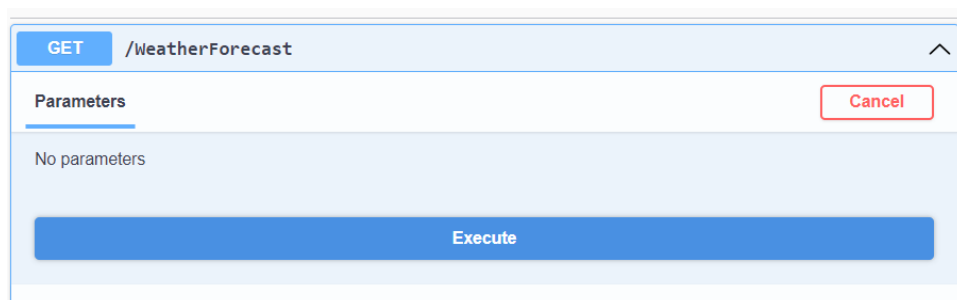 GET /WeatherForecast
Parameters
Cancel
No parameters
Execute